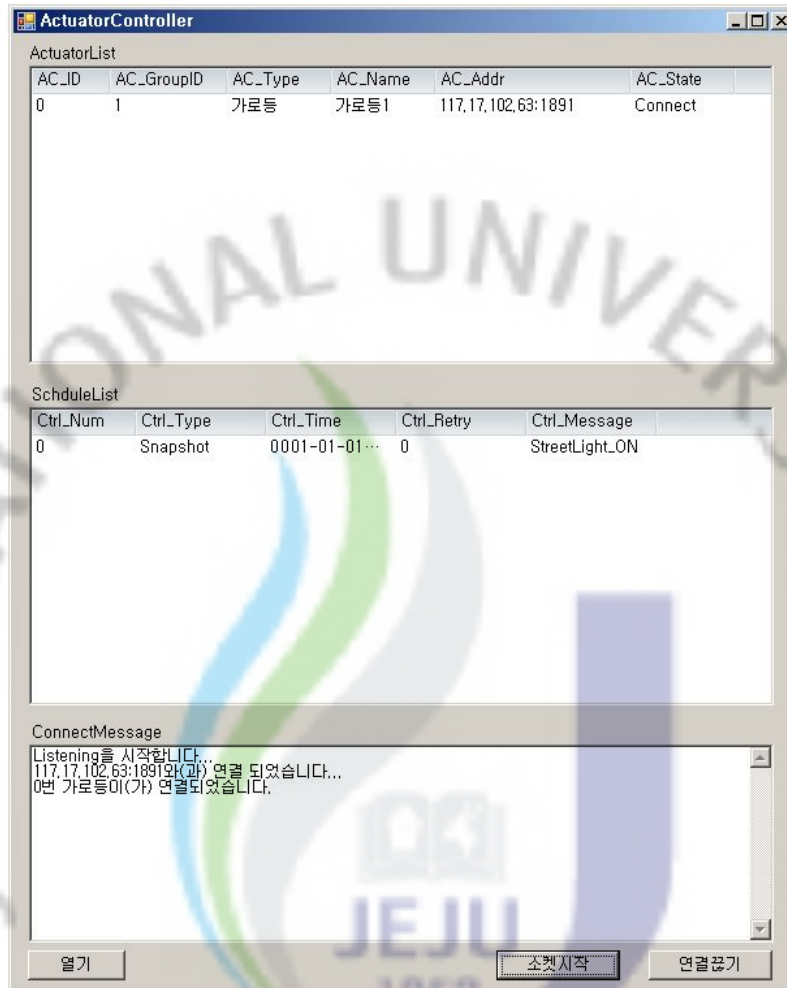 ActuatorController
ActuatorList
AC_ID AC_GroupID AC_Type AC_Name AC_Addr AC_State
0 1 가로등 가로등1 117,17,102,63:1891 Connect
NATIONAL UNIVERS
SchduleList
Ctrl_Num Ctrl_Type Ctrl_Time Ctrl_Retry Ctrl_Message
0 Snapshot 0001-01-01... 0 StreetLight_ON
ConnectMessage
Listening을 시작합니다...
117,17,102,63:1891와(과) 연결 되었습니다...
0번 가로등이(가) 연결되었습니다.
JEJU
1952
열기 소켓시작 연결끊기